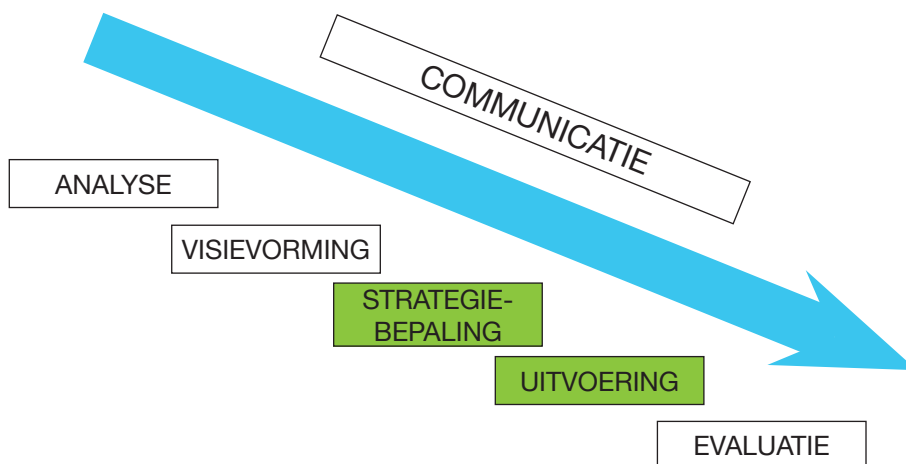 COMMUNICATIE
ANALYSE
VISIEVORMING
STRATEGIE-
BEPALING
UITVOERING
EVALUATIE